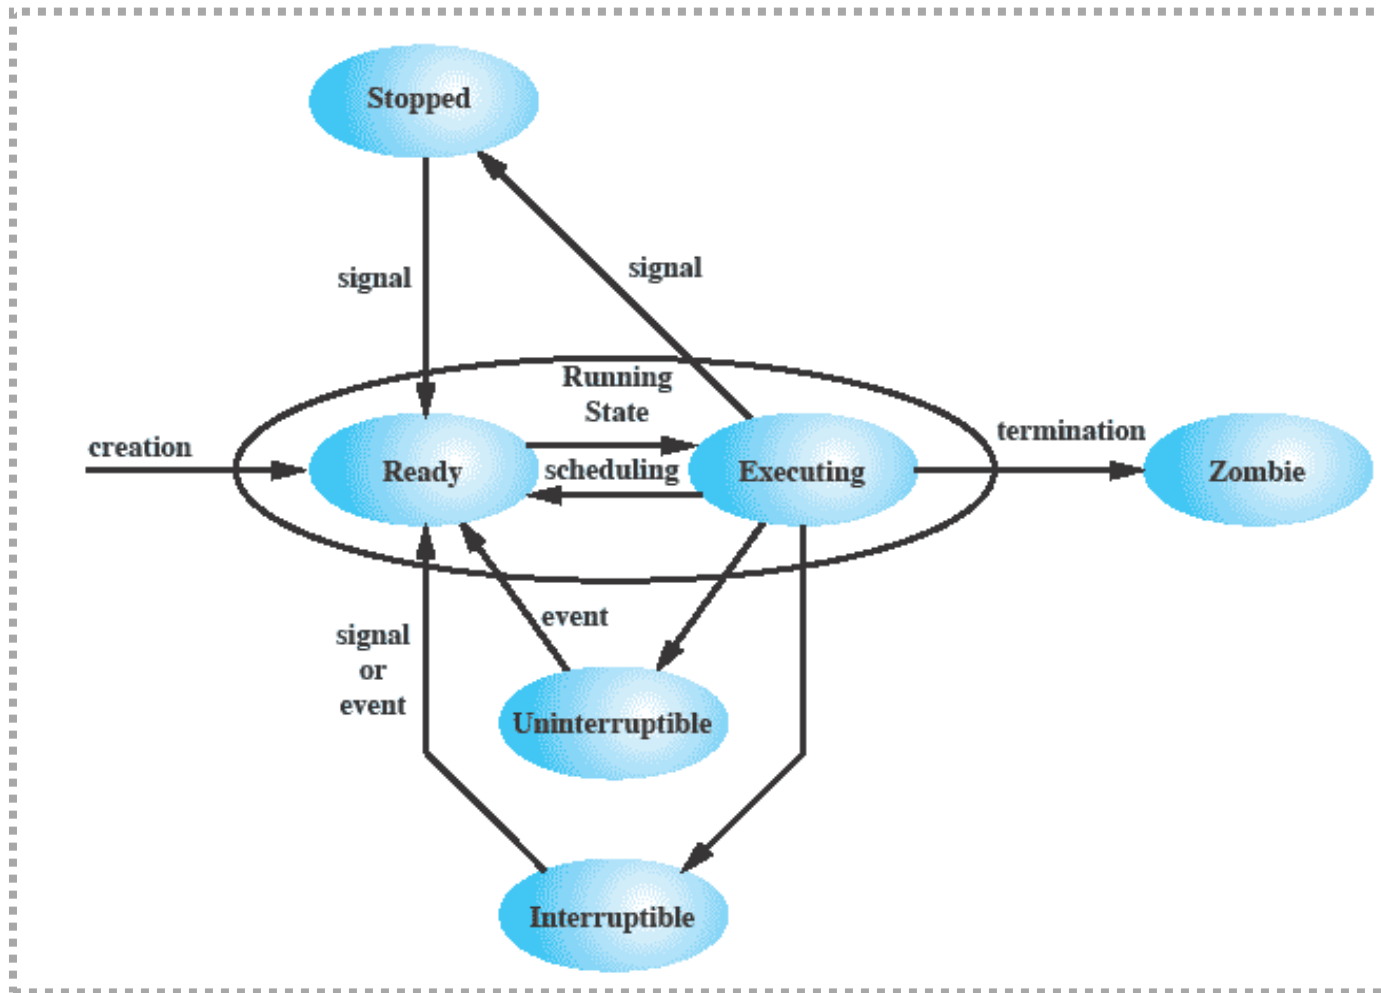 Stopped
signal
signal
Running
State
creation
termination
Ready
scheduling
Executing
Zombie
event
signal
or
event
Uninterruptible
Interruptible